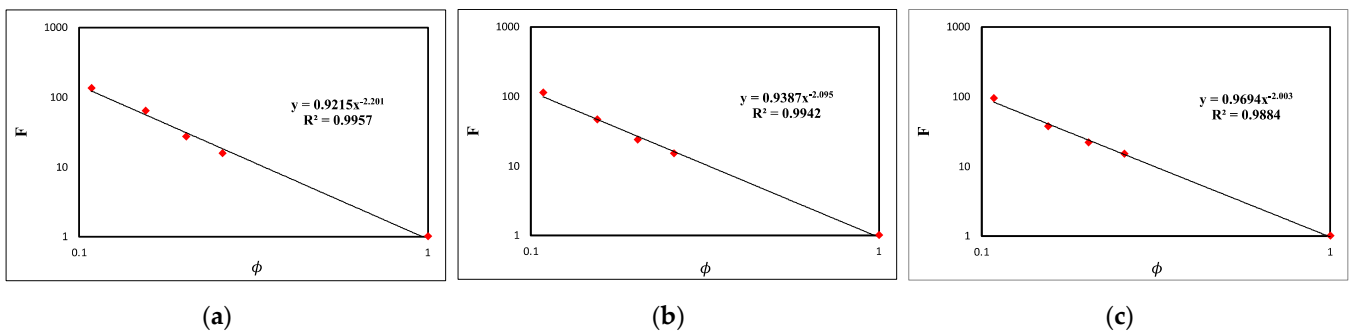 1000
100
10
1
F
0.1
1
ϕ
y = 0.9215x^-2.201
R² = 0.9957
(a)
1000
100
10
1
F
0.1
1
ϕ
y = 0.9387x^-2.095
R² = 0.9942
(b)
1000
100
10
1
F
0.1
1
ϕ
y = 0.9694x^-2.003
R² = 0.9884
(c)